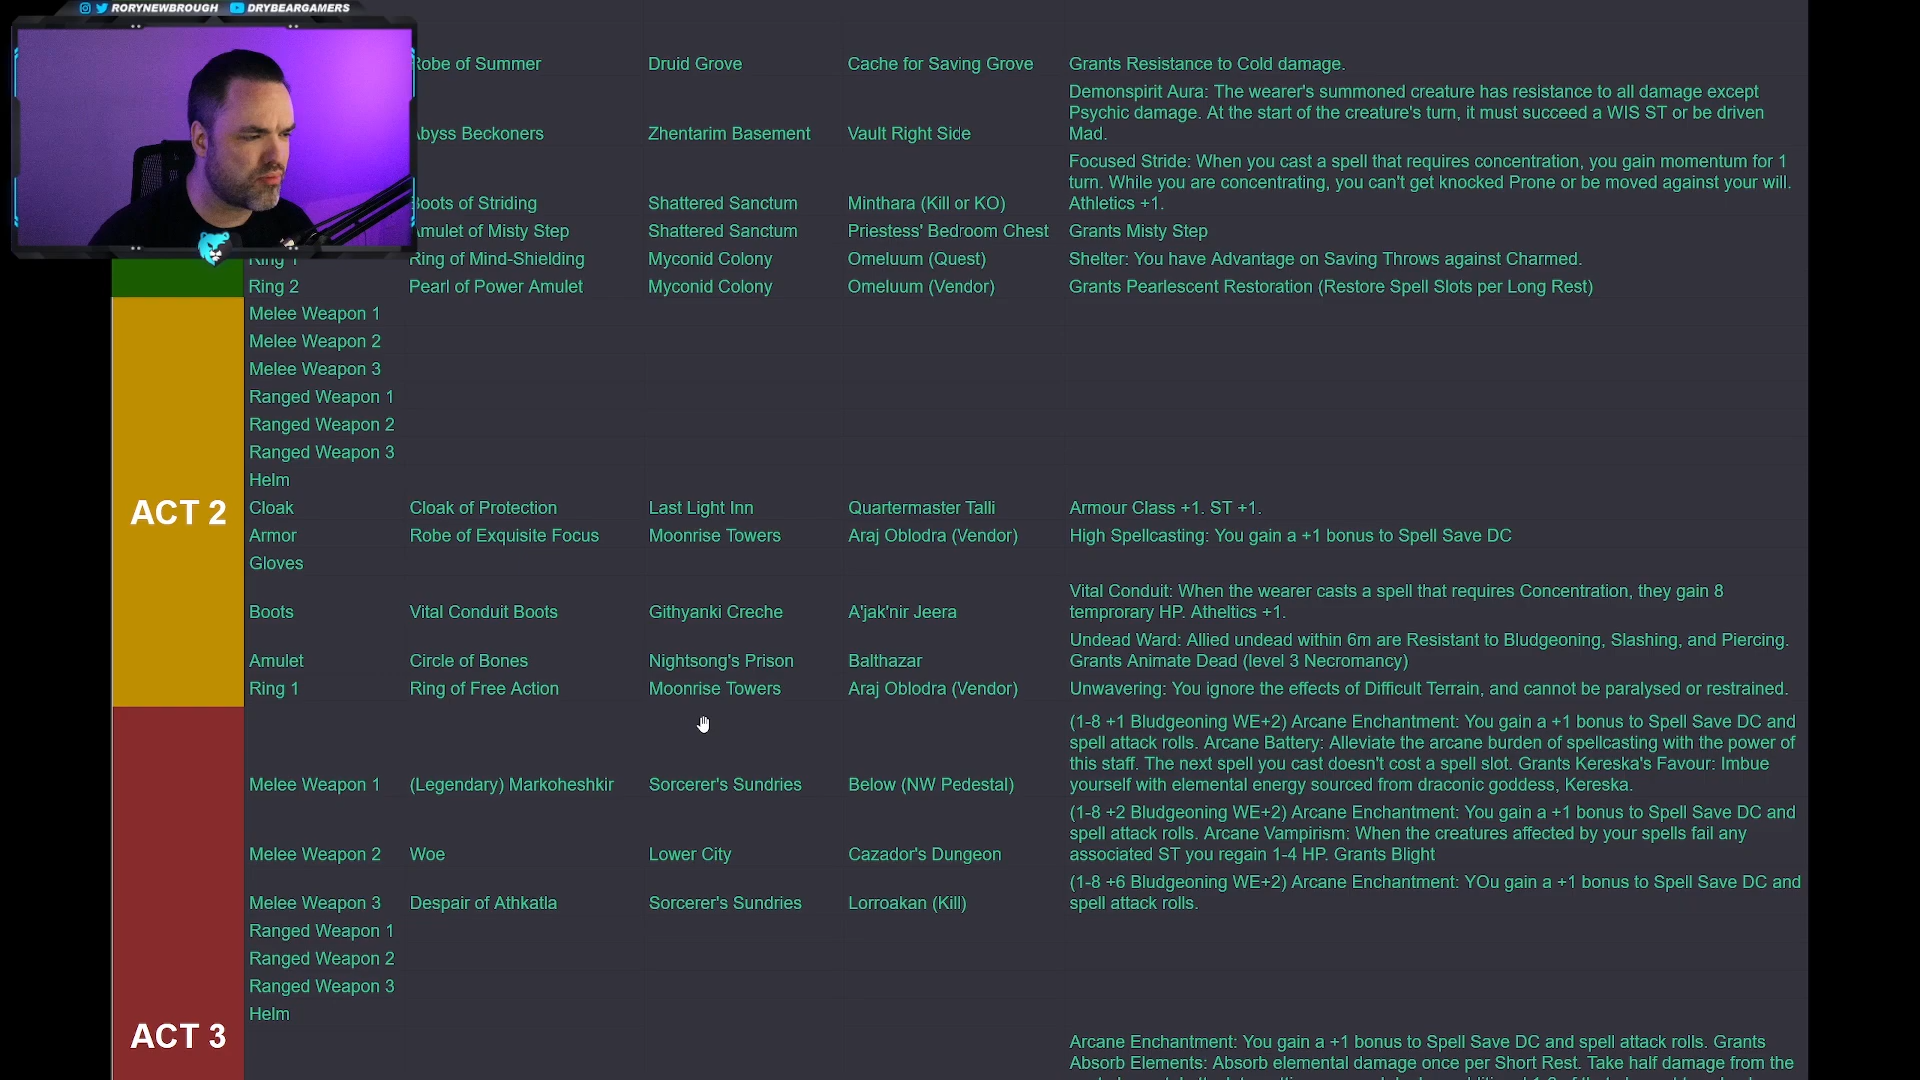 RORYNEWBROUGH DRYBEARGAMERS
Robe of Summer Druid Grove Cache for Saving Grove Grants Resistance to Cold damage.
Demonspirit Aura: The wearer's summoned creature has resistance to all damage except
Psychic damage. At the start of the creature's turn, it must succeed a WIS ST or be driven
Abyss Beckoners Zhentarim Basement Vault Right Side Mad.
Focused Stride: When you cast a spell that requires concentration, you gain momentum for 1
turn. While you are concentrating, you can't get knocked Prone or be moved against your will.
Boots of Striding Shattered Sanctum Minthara (Kill or KO) Athletics +1.
Amulet of Misty Step Shattered Sanctum Priestess' Bedroom Chest Grants Misty Step
Ring 1 Ring of Mind-Shielding Myconid Colony Omeluum (Quest) Shelter: You have Advantage on Saving Throws against Charmed.
Ring 2 Pearl of Power Amulet Myconid Colony Omeluum (Vendor) Grants Pearlescent Restoration (Restore Spell Slots per Long Rest)
ACT 2
Melee Weapon 1
Melee Weapon 2
Melee Weapon 3
Ranged Weapon 1
Ranged Weapon 2
Ranged Weapon 3
Helm
Cloak Cloak of Protection Last Light Inn Quartermaster Talli Armour Class +1. ST +1.
Armor Robe of Exquisite Focus Moonrise Towers Araj Oblodra (Vendor) High Spellcasting: You gain a +1 bonus to Spell Save DC
Gloves
Vital Conduit: When the wearer casts a spell that requires Concentration, they gain 8
Boots Vital Conduit Boots Githyanki Creche A'jak'nir Jeera temprorary HP. Atheltics +1.
Undead Ward: Allied undead within 6m are Resistant to Bludgeoning, Slashing, and Piercing.
Amulet Circle of Bones Nightsong's Prison Balthazar Grants Animate Dead (level 3 Necromancy)
Ring 1 Ring of Free Action Moonrise Towers Araj Oblodra (Vendor) Unwavering: You ignore the effects of Difficult Terrain, and cannot be paralysed or restrained.
ACT 3
(1-8 +1 Bludgeoning WE+2) Arcane Enchantment: You gain a +1 bonus to Spell Save DC and
spell attack rolls. Arcane Battery: Alleviate the arcane burden of spellcasting with the power of
this staff. The next spell you cast doesn't cost a spell slot. Grants Kereska's Favour: Imbue
Melee Weapon 1 (Legendary) Markoheshkir Sorcerer's Sundries Below (NW Pedestal) yourself with elemental energy sourced from draconic goddess, Kereska.
(1-8 +2 Bludgeoning WE+2) Arcane Enchantment: You gain a +1 bonus to Spell Save DC and
spell attack rolls. Arcane Vampirism: When the creatures affected by your spells fail any
Melee Weapon 2 Woe Lower City Cazador's Dungeon associated ST you regain 1-4 HP. Grants Blight
(1-8 +6 Bludgeoning WE+2) Arcane Enchantment: YOu gain a +1 bonus to Spell Save DC and
Melee Weapon 3 Despair of Athkatla Sorcerer's Sundries Lorroakan (Kill) spell attack rolls.
Ranged Weapon 1
Ranged Weapon 2
Ranged Weapon 3
Helm
Arcane Enchantment: You gain a +1 bonus to Spell Save DC and spell attack rolls. Grants
Absorb Elements: Absorb elemental damage once per Short Rest. Take half damage from the